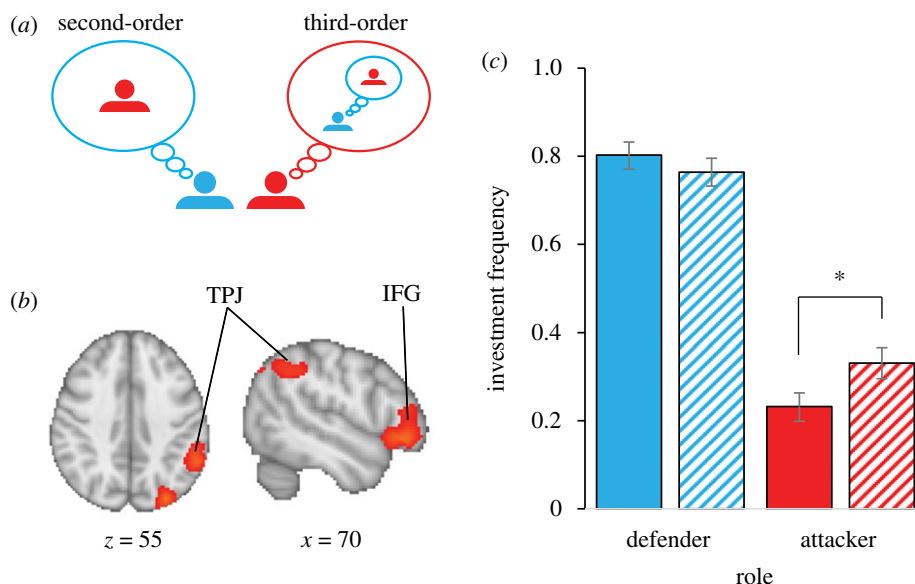 (a)
second-order
third-order
(b)
TPJ
IFG
z = 55
x = 70
(c)
investment frequency
1.0
0.8
0.6
0.4
0.2
0
*
defender
attacker
role